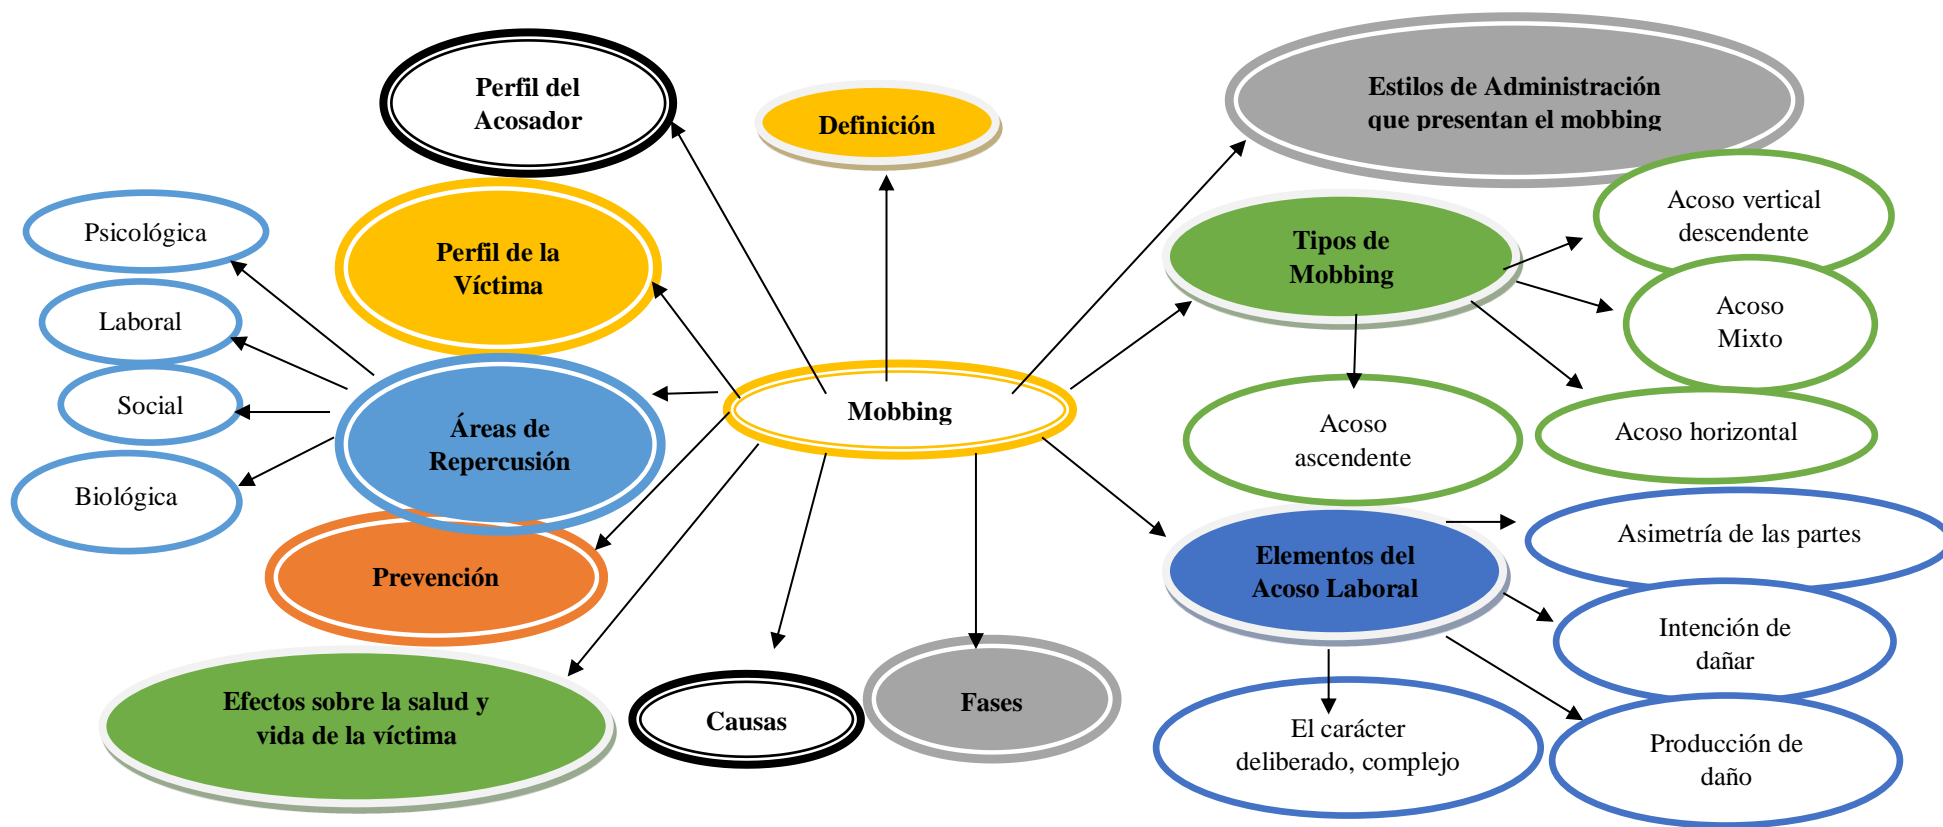 Perfil del
Acosador
Definición
Estilos de Administración
que presentan el mobbing
Perfil de la
Víctima
Tipos de
Mobbing
Acoso vertical
descendente
Acoso
Mixto
Acoso horizontal
Acoso
ascendente
Psicológica
Laboral
Social
Biológica
Áreas de
Repercusión
Mobbing
Prevención
Elementos del
Acoso Laboral
Asimetría de las partes
Intención de
dañar
Producción de
daño
El carácter
deliberado, complejo
Efectos sobre la salud y
vida de la víctima
Causas
Fases